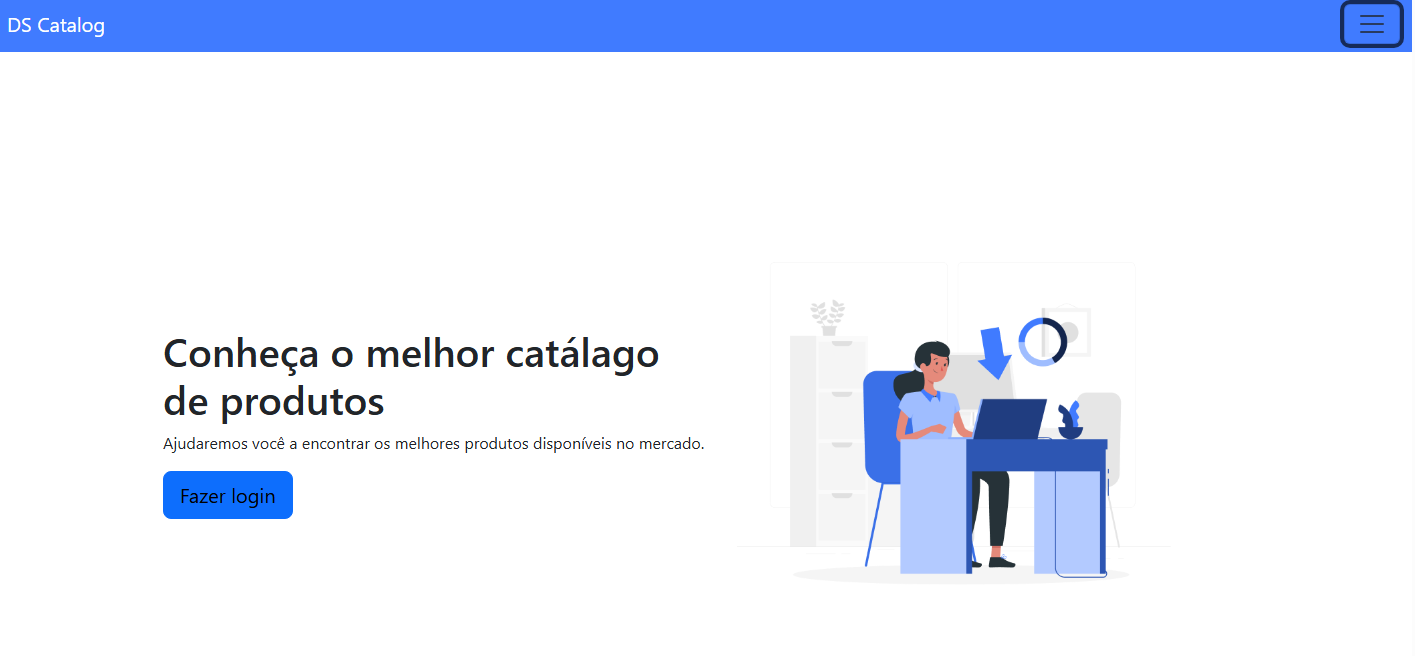 DS Catalog
Conheça o melhor catálago
de produtos
Ajudaremos você a encontrar os melhores produtos disponíveis no mercado.
Fazer login